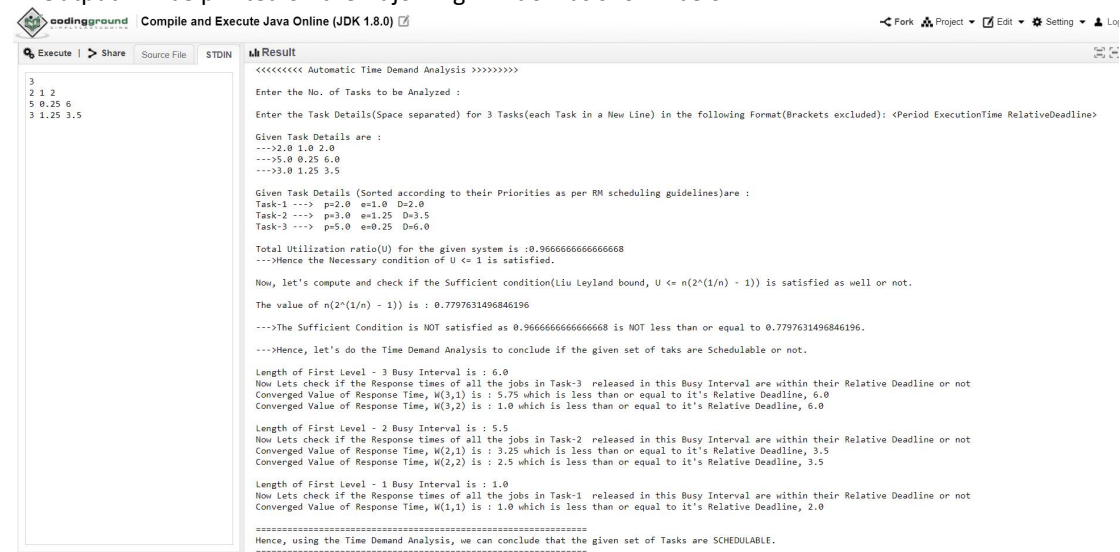 codingground
SIMPLYEASYLEARNING
Compile and Execute Java Online (JDK 1.8.0)
Fork Project Edit Setting
Execute | Share Source File STDIN
Result
3
2 1 2
5 0.25 6
3 1.25 3.5
<<<<<<<<< Automatic Time Demand Analysis >>>>>>>>>
Enter the No. of Tasks to be Analyzed :
Enter the Task Details(Space separated) for 3 Tasks(each Task in a New Line) in the following Format(Brackets excluded): <Period ExecutionTime RelativeDeadline>
Given Task Details are :
--->2.0 1.0 2.0
--->5.0 0.25 6.0
--->3.0 1.25 3.5
Given Task Details (Sorted according to their Priorities as per RM scheduling guidelines)are :
Task-1 ---> p=2.0 e=1.0 D=2.0
Task-2 ---> p=3.0 e=1.25 D=3.5
Task-3 ---> p=5.0 e=0.25 D=6.0
Total Utilization ratio(U) for the given system is :0.9666666666666668
--->Hence the Necessary condition of U <= 1 is satisfied.
Now, let's compute and check if the Sufficient condition(Liu Leyland bound, U <= n(2^(1/n) - 1)) is satisfied as well or not.
The value of n(2^(1/n) - 1)) is : 0.7797631496846196
--->The Sufficient Condition is NOT satisfied as 0.9666666666666668 is NOT less than or equal to 0.7797631496846196.
--->Hence, let's do the Time Demand Analysis to conclude if the given set of taks are Schedulable or not.
Length of First Level - 3 Busy Interval is : 6.0
Now Lets check if the Response times of all the jobs in Task-3 released in this Busy Interval are within their Relative Deadline or not
Converged Value of Response Time, W(3,1) is : 5.75 which is less than or equal to it's Relative Deadline, 6.0
Converged Value of Response Time, W(3,2) is : 1.0 which is less than or equal to it's Relative Deadline, 6.0
Length of First Level - 2 Busy Interval is : 5.5
Now Lets check if the Response times of all the jobs in Task-2 released in this Busy Interval are within their Relative Deadline or not
Converged Value of Response Time, W(2,1) is : 3.25 which is less than or equal to it's Relative Deadline, 3.5
Converged Value of Response Time, W(2,2) is : 2.5 which is less than or equal to it's Relative Deadline, 3.5
Length of First Level - 1 Busy Interval is : 1.0
Now Lets check if the Response times of all the jobs in Task-1 released in this Busy Interval are within their Relative Deadline or not
Converged Value of Response Time, W(1,1) is : 1.0 which is less than or equal to it's Relative Deadline, 2.0
==============================================================
Hence, using the Time Demand Analysis, we can conclude that the given set of Tasks are SCHEDULABLE.
==============================================================